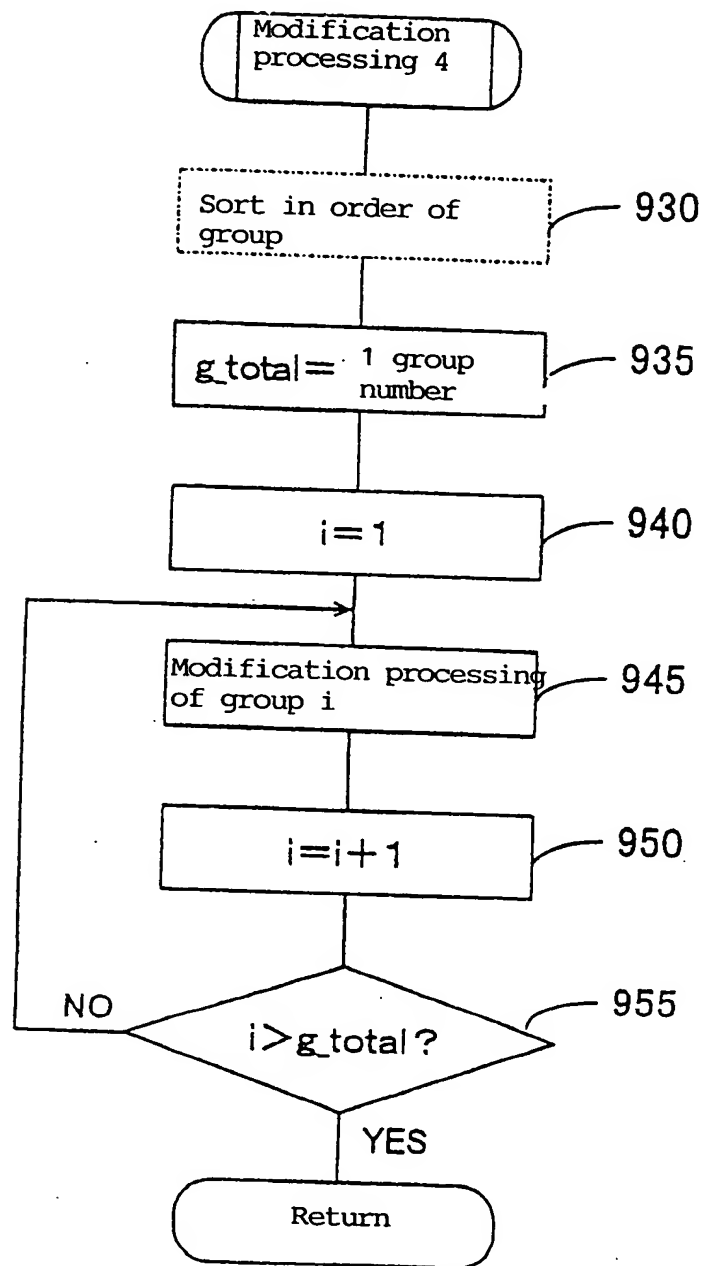 Modification
processing 4
Sort in order of
group
930
g_total= 1 group
number
935
i=1
940
Modification processing
of group i
945
i=i+1
950
NO
i>g_total?
955
YES
Return